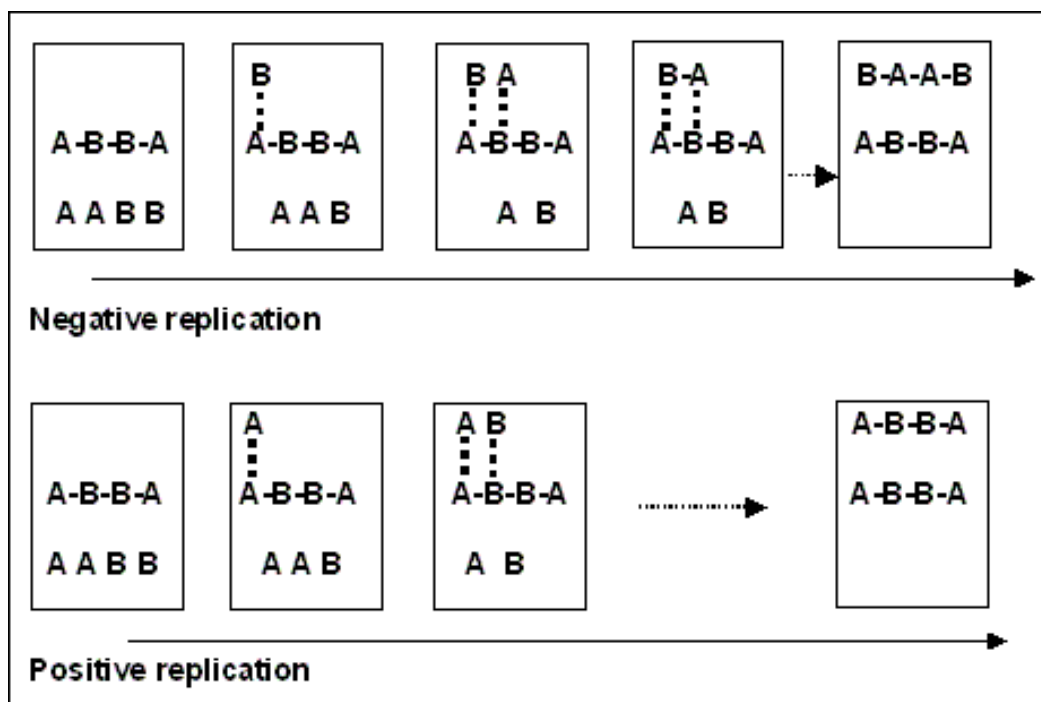 B
B A
B-A
B-A-A-B
A-B-B-A
A-B-B-A
A-B-B-A
A-B-B-A
A-B-B-A
A A B B
A A B
A B
A B
Negative replication
A
A B
A-B-B-A
A-B-B-A
A-B-B-A
A-B-B-A
A-B-B-A
A A B B
A A B
A B
Positive replication